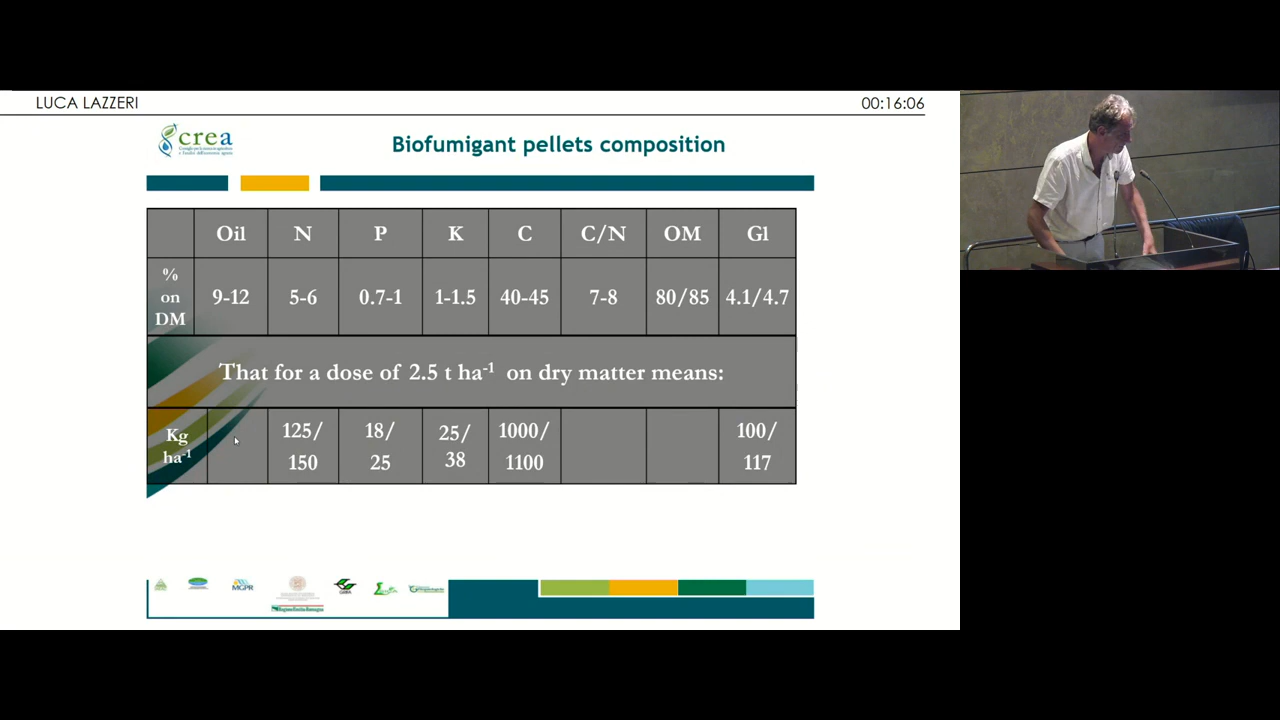 LUCA LAZZERI
00:16:06
crea
Biofumigant pellets composition
Oil N P K C C/N OM Gl
% on DM 9-12 5-6 0.7-1 1-1.5 40-45 7-8 80/85 4.1/4.7
That for a dose of 2.5 t ha⁻¹ on dry matter means:
Kg ha⁻¹ 125/150 18/25 25/38 1000/1100 100/117
MGPR